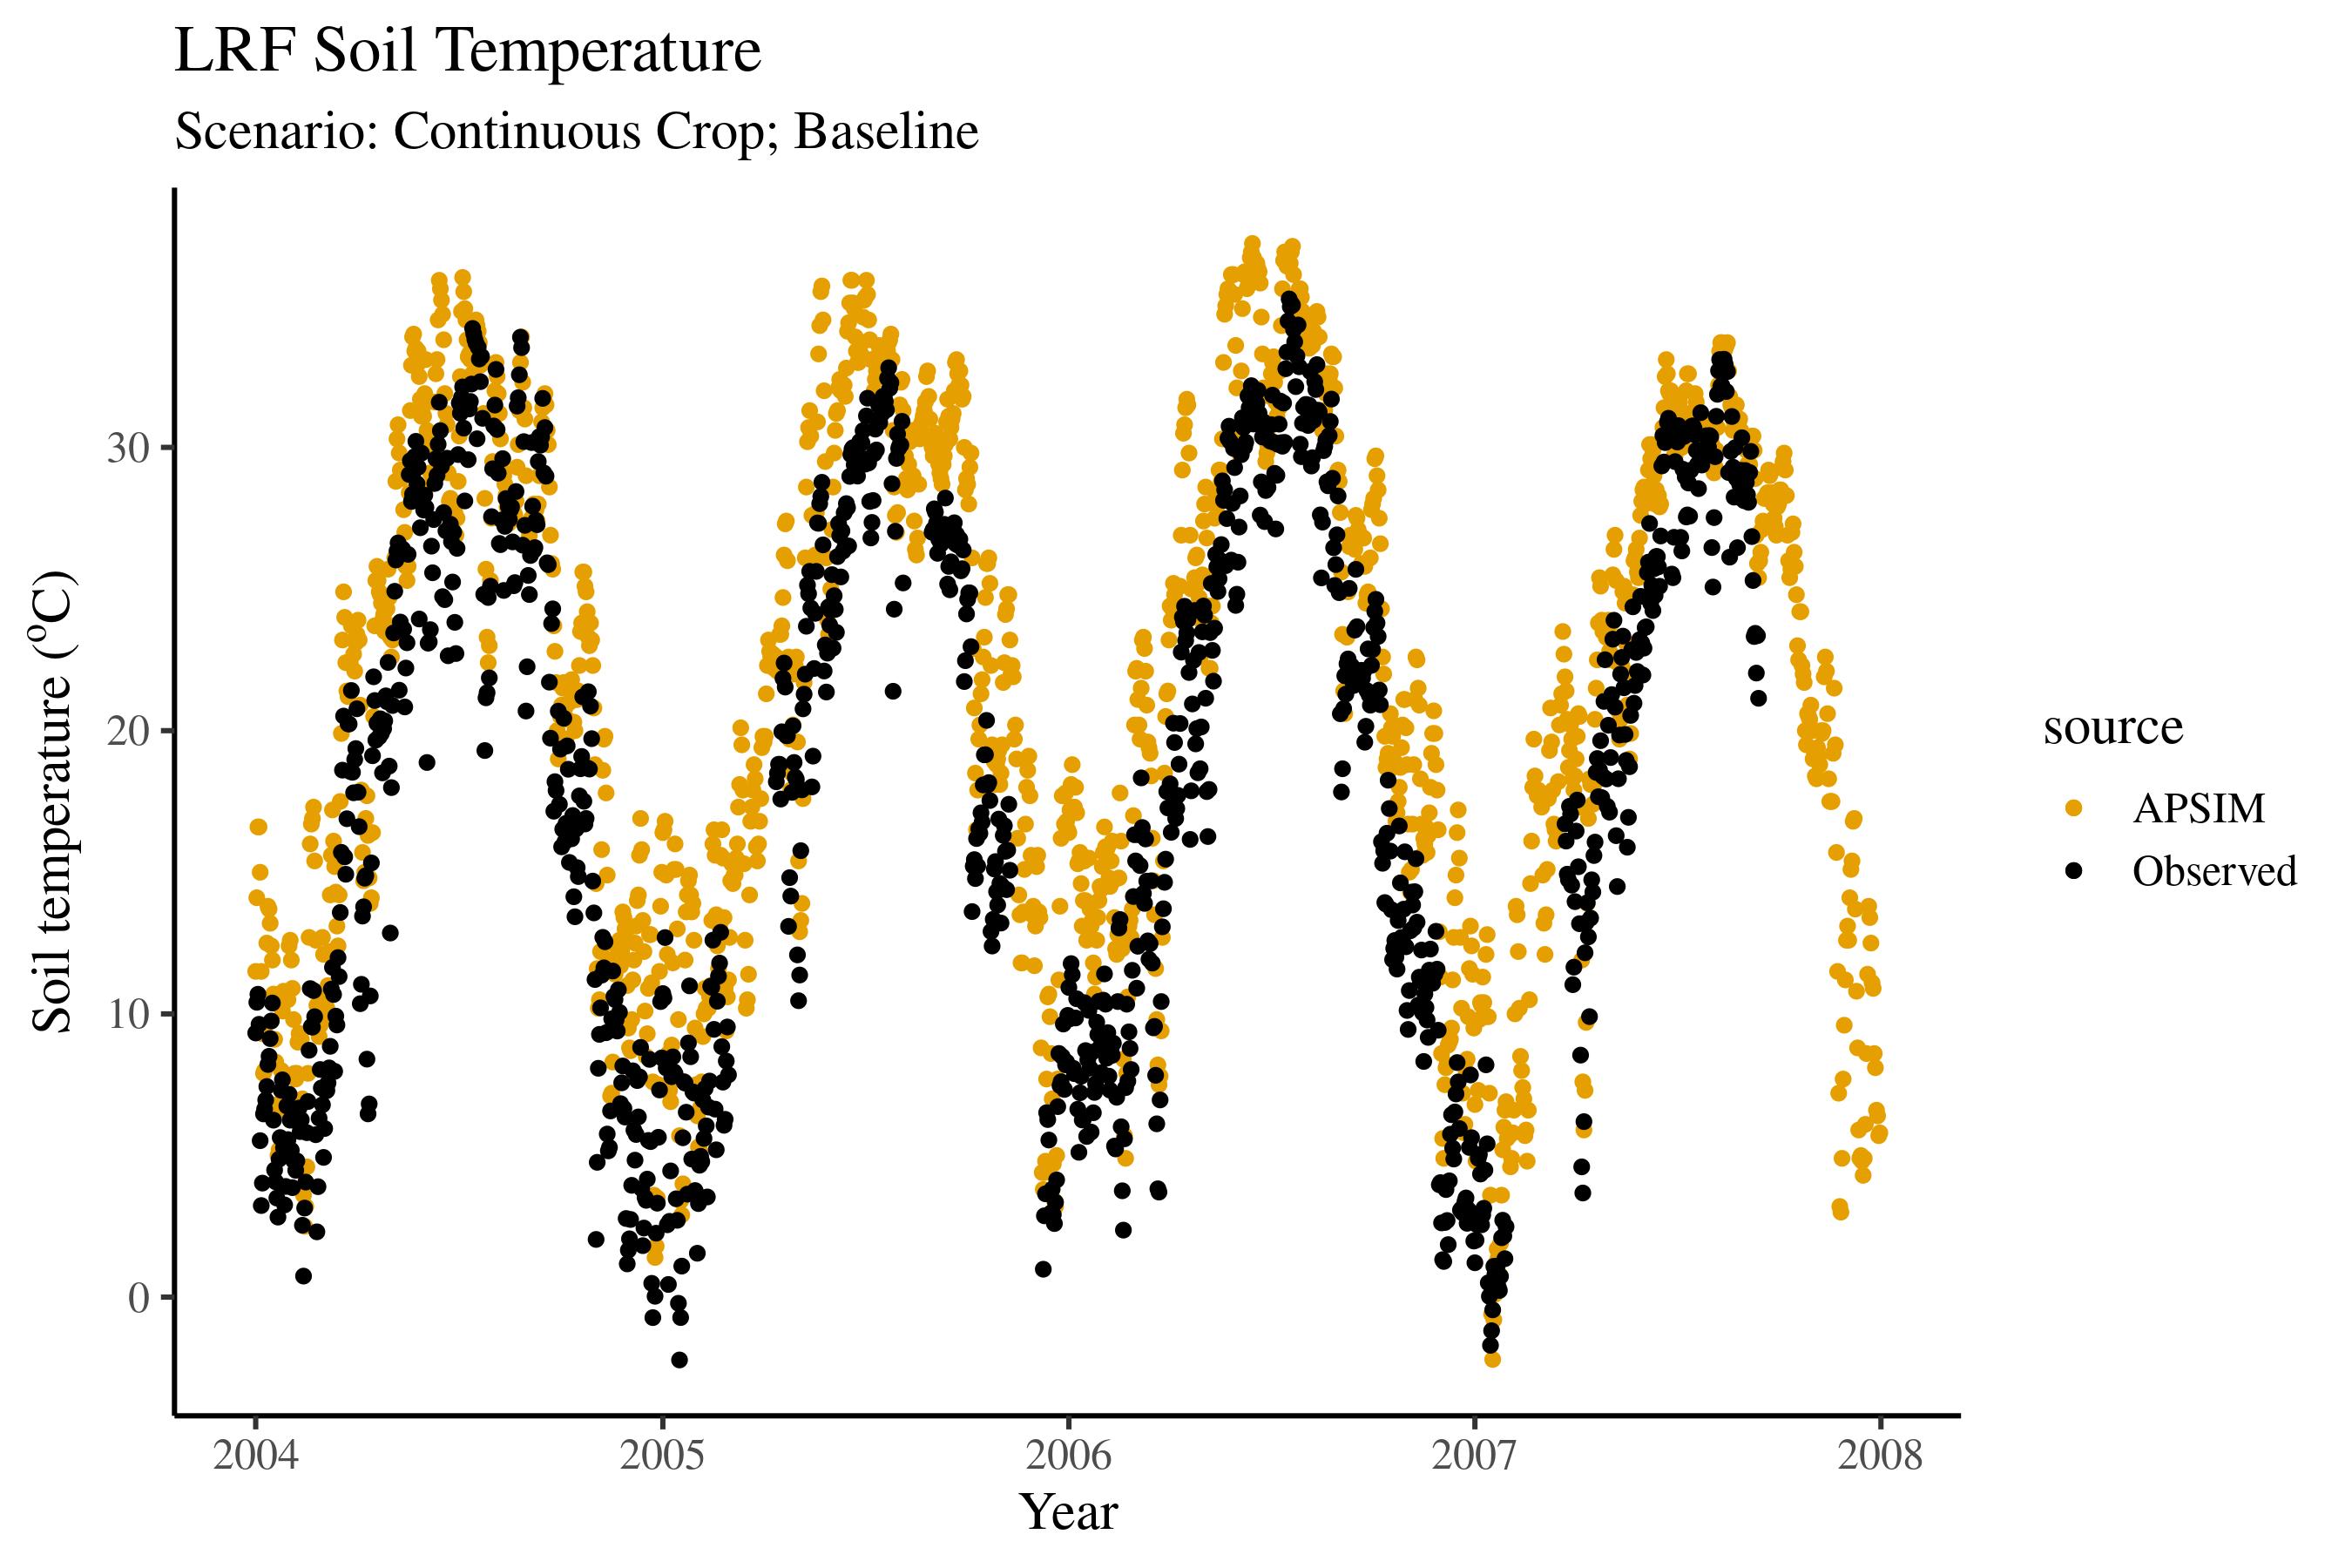 LRF Soil Temperature
Scenario: Continuous Crop; Baseline
Soil temperature (°C)
30
20
10
0
2004 2005 2006 2007 2008
Year
source
APSIM
Observed